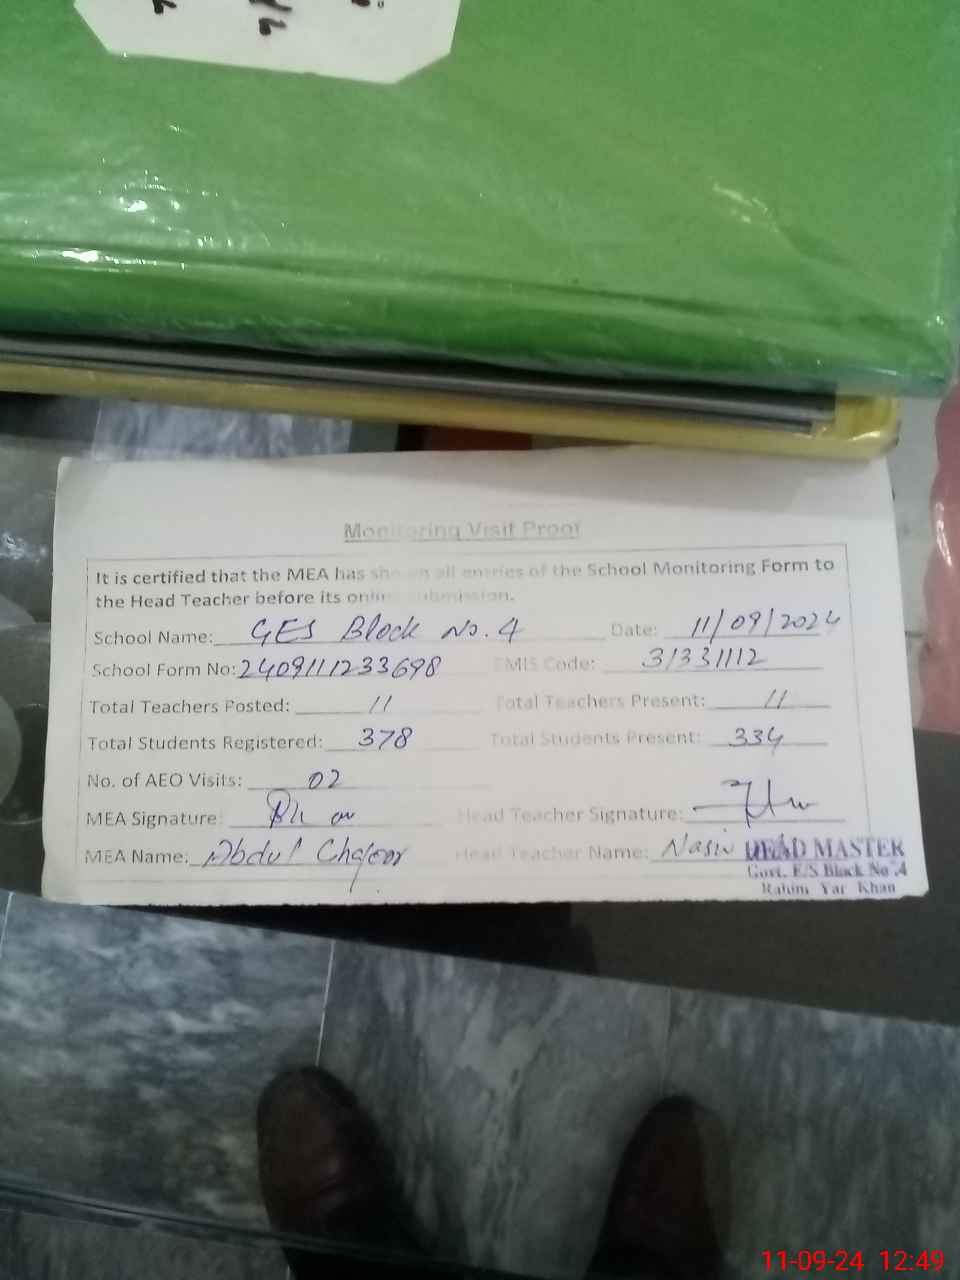 Monitoring Visit Proof
It is certified that the MEA has shown all entries of the School Monitoring Form to
the Head Teacher before its online submission.
School Name: GES Block No. 4 Date: 11/09/2024
School Form No: 2409111233698 EMIS Code: 31331112
Total Teachers Posted: 11 Total Teachers Present: 11
Total Students Registered: 378 Total Students Present: 334
No. of AEO Visits: 02
MEA Signature: Head Teacher Signature:
MEA Name: Abdul Ghafoor Head Teacher Name: Nasir
HEAD MASTER
Govt. E/S Block No 4
Rahim Yar Khan
11-09-24 12:49